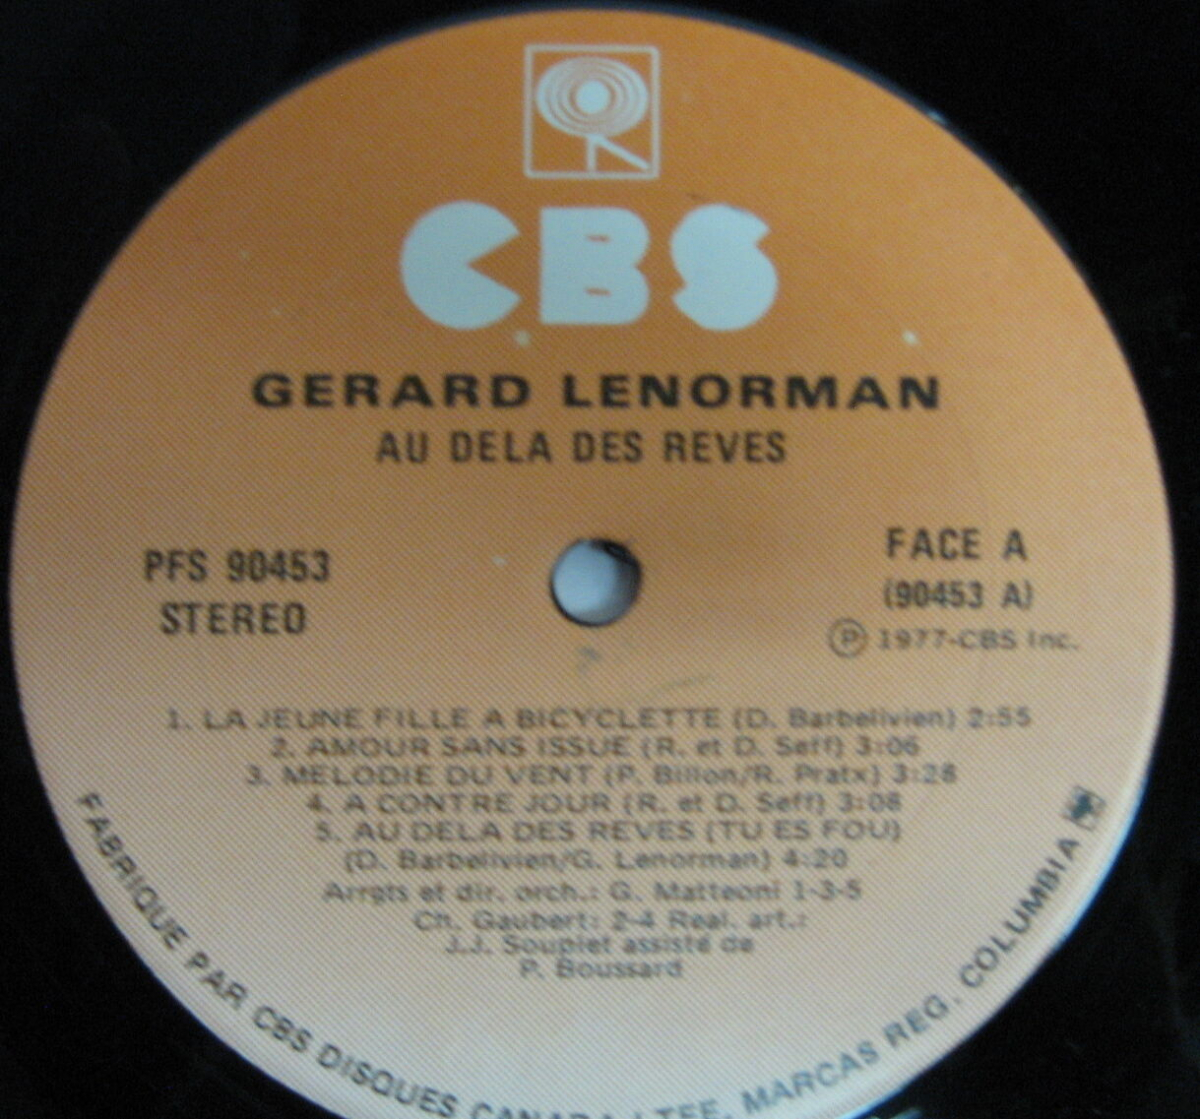 CBS
GERARD LENORMAN
AU DELA DES REVES
PFS 90453
STEREO
FACE A
(90453 A)
℗ 1977-CBS Inc.
1. LA JEUNE FILLE A BICYCLETTE (D. Barbelivien) 2:55
2. AMOUR SANS ISSUE (R. et D. Seff) 3:06
3. MELODIE DU VENT (P. Billon/R. Pratx) 3:28
4. A CONTRE JOUR (R. et D. Seff) 3:08
5. AU DELA DES REVES (TU ES FOU)
(D. Barbelivien/G. Lenorman) 4:20
Arrgts et dir. orch.: G. Matteoni 1-3-5
Ch. Gaubert: 2-4 Real. art.:
J.J. Souplet assisté de
P. Boussard
FABRIQUE PAR CBS DISQUES CANADA LTEE. MARCAS REG. COLUMBIA